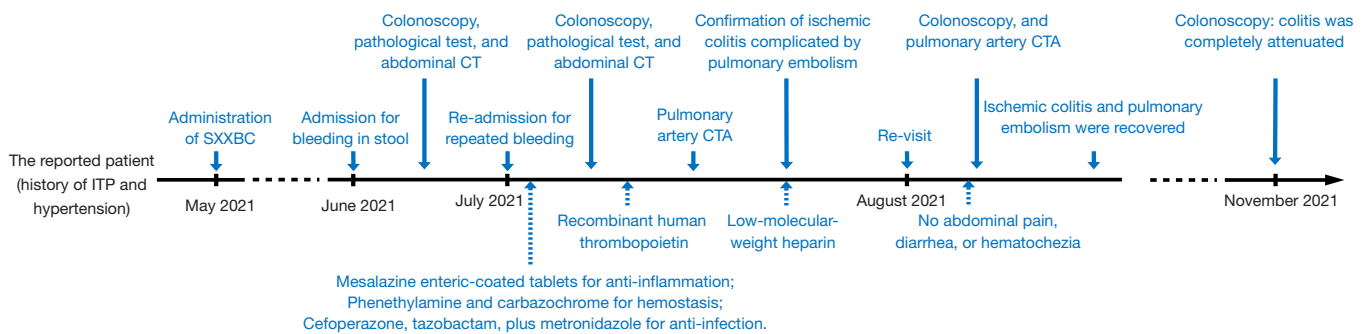 Colonoscopy,
pathological test, and
abdominal CT
Colonoscopy,
pathological test, and
abdominal CT
Confirmation of ischemic
colitis complicated by
pulmonary embolism
Colonoscopy, and
pulmonary artery CTA
Colonoscopy: colitis was
completely attenuated
Administration
of SXXBC
Admission for
bleeding in stool
Re-admission for
repeated bleeding
Pulmonary
artery CTA
Re-visit
Ischemic colitis and pulmonary
embolism were recovered
The reported patient
(history of ITP and
hypertension)
May 2021
June 2021
July 2021
August 2021
November 2021
Recombinant human
thrombopoietin
Low-molecular-
weight heparin
No abdominal pain,
diarrhea, or hematochezia
Mesalazine enteric-coated tablets for anti-inflammation;
Phenethylamine and carbazochrome for hemostasis;
Cefoperazone, tazobactam, plus metronidazole for anti-infection.